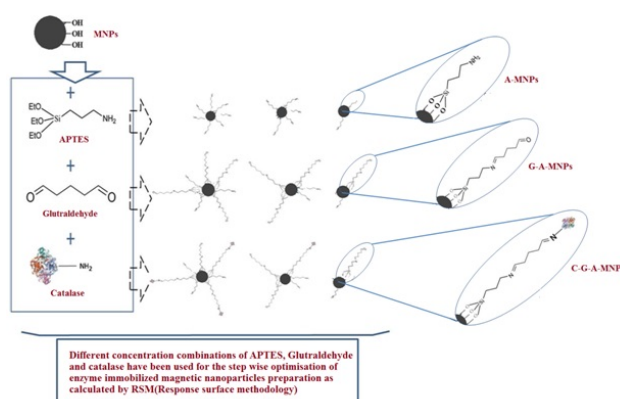 OH
OH
OH
MNPs
+
EtO
EtO
EtO
Si
NH2
APTES
+
O
O
Glutraldehyde
+
NH2
Catalase
NH2
A-MNPs
G-A-MNPs
C-G-A-MNP
Different concentration combinations of APTES, Glutraldehyde
and catalase have been used for the step wise optimisation of
enzyme immobilized magnetic nanoparticles preparation as
calculated by RSM(Response surface methodology)